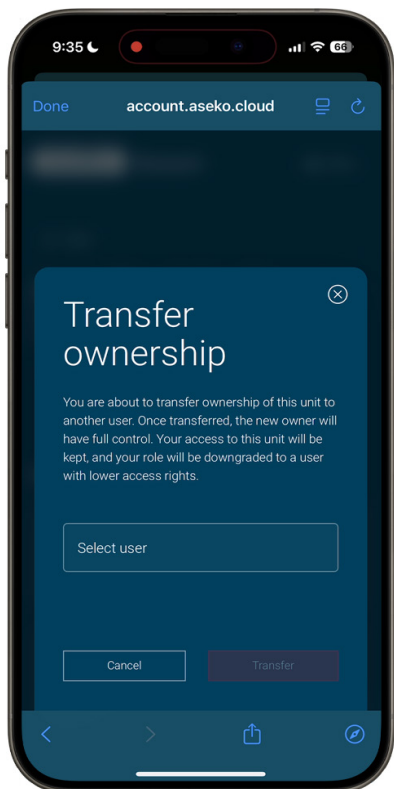 9:35
66
Done
account.aseko.cloud
Transfer
ownership
You are about to transfer ownership of this unit to
another user. Once transferred, the new owner will
have full control. Your access to this unit will be
kept, and your role will be downgraded to a user
with lower access rights.
Select user
Cancel
Transfer